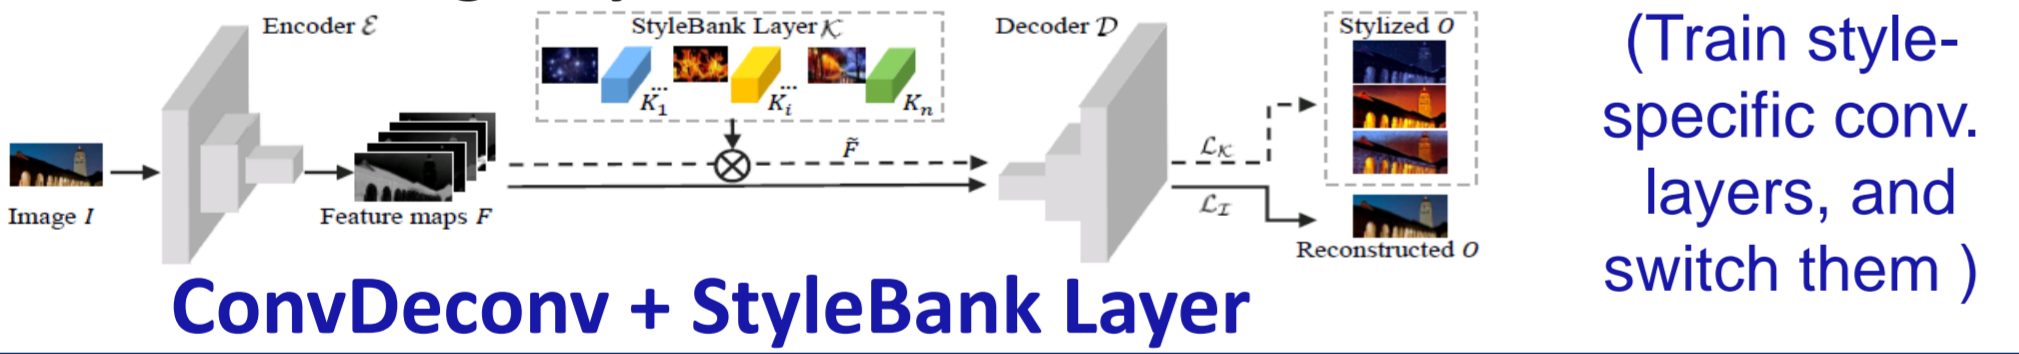 Encoder ℰ
StyleBank Layer 𝒦
Decoder 𝒟
Stylized O
K₁
...
Kᵢ
...
Kₙ
F̃
ℒ𝒦
Image I
Feature maps F
ℒℐ
Reconstructed O
ConvDeconv + StyleBank Layer
(Train style-
specific conv.
layers, and
switch them )